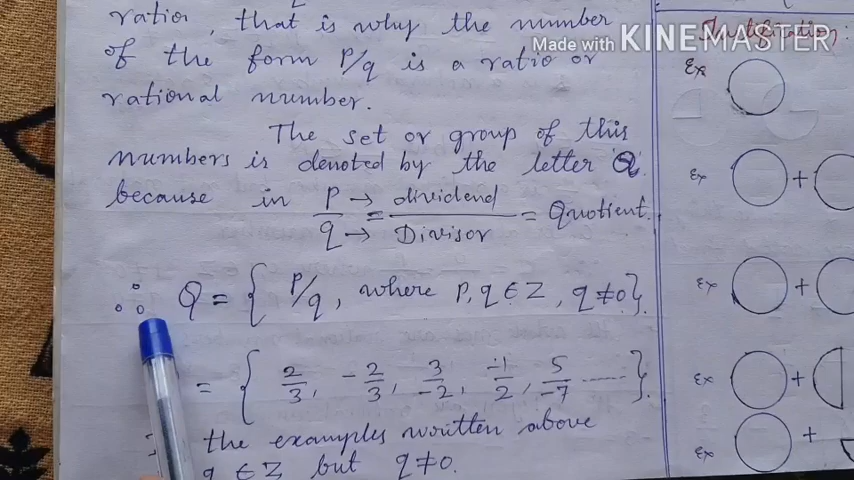 ratio, that is why the number
of the form P/q is a ratio or
rational number.
The set or group of this
numbers is denoted by the letter Q.
because in P/q → dividend / → Divisor = Quotient.
∴ Q = { P/q, where P, q ∈ Z, q ≠ 0}.
= { 2/3, -2/3, 3/-2, -1/2, 5/-7 ...... }.
the examples written above
q ∈ Z but q ≠ 0.
Made with KINEMASTER
Justification:
Ex
Ex +
Ex +
Ex +
Ex +